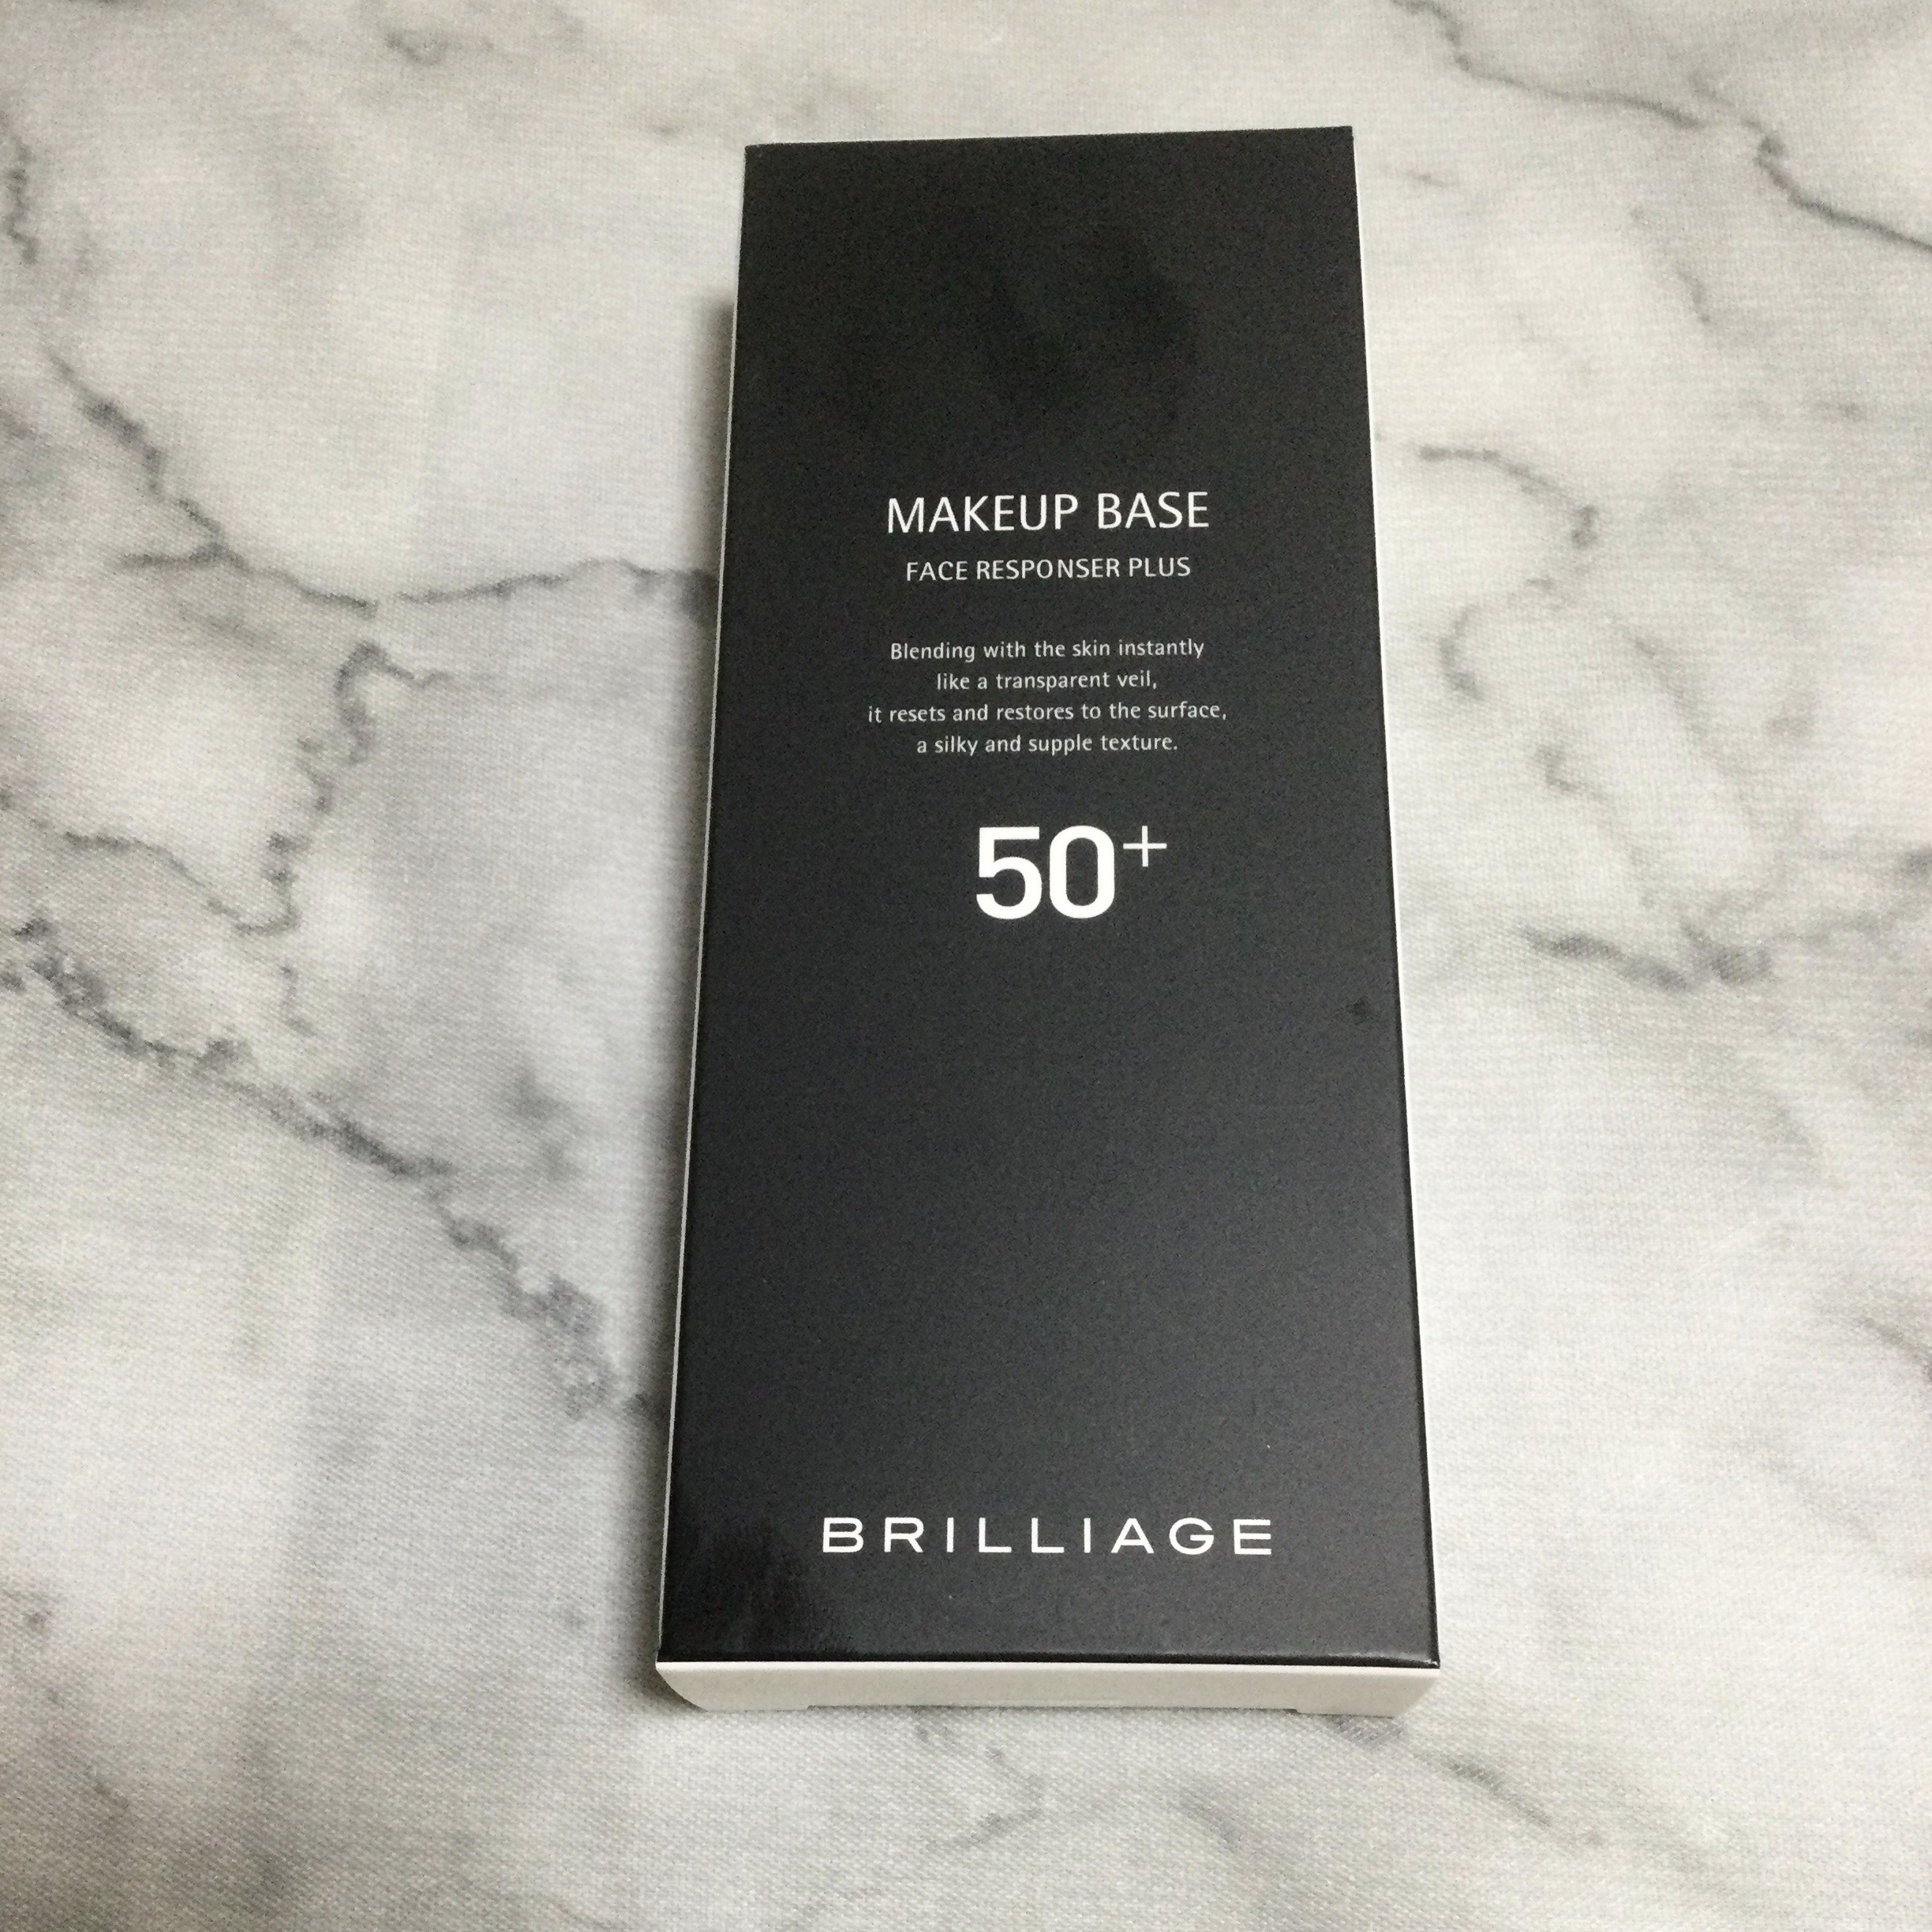 MAKEUP BASE
FACE RESPONSER PLUS
Blending with the skin instantly
like a transparent veil,
it resets and restores to the surface,
a silky and supple texture.
50+
BRILLIAGE